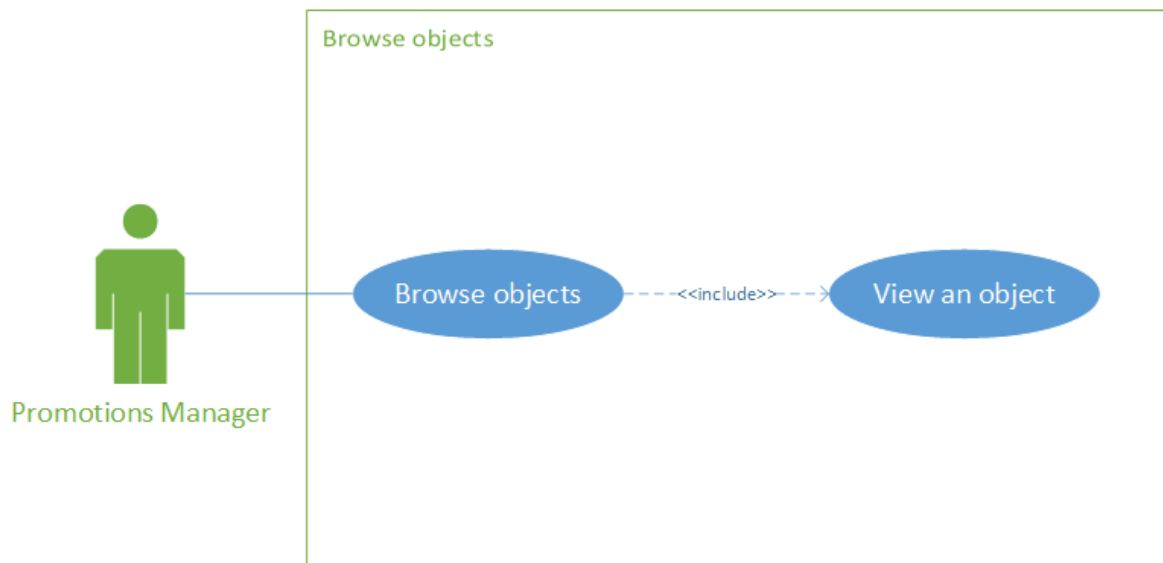 Browse objects
Browse objects
<<include>>
View an object
Promotions Manager